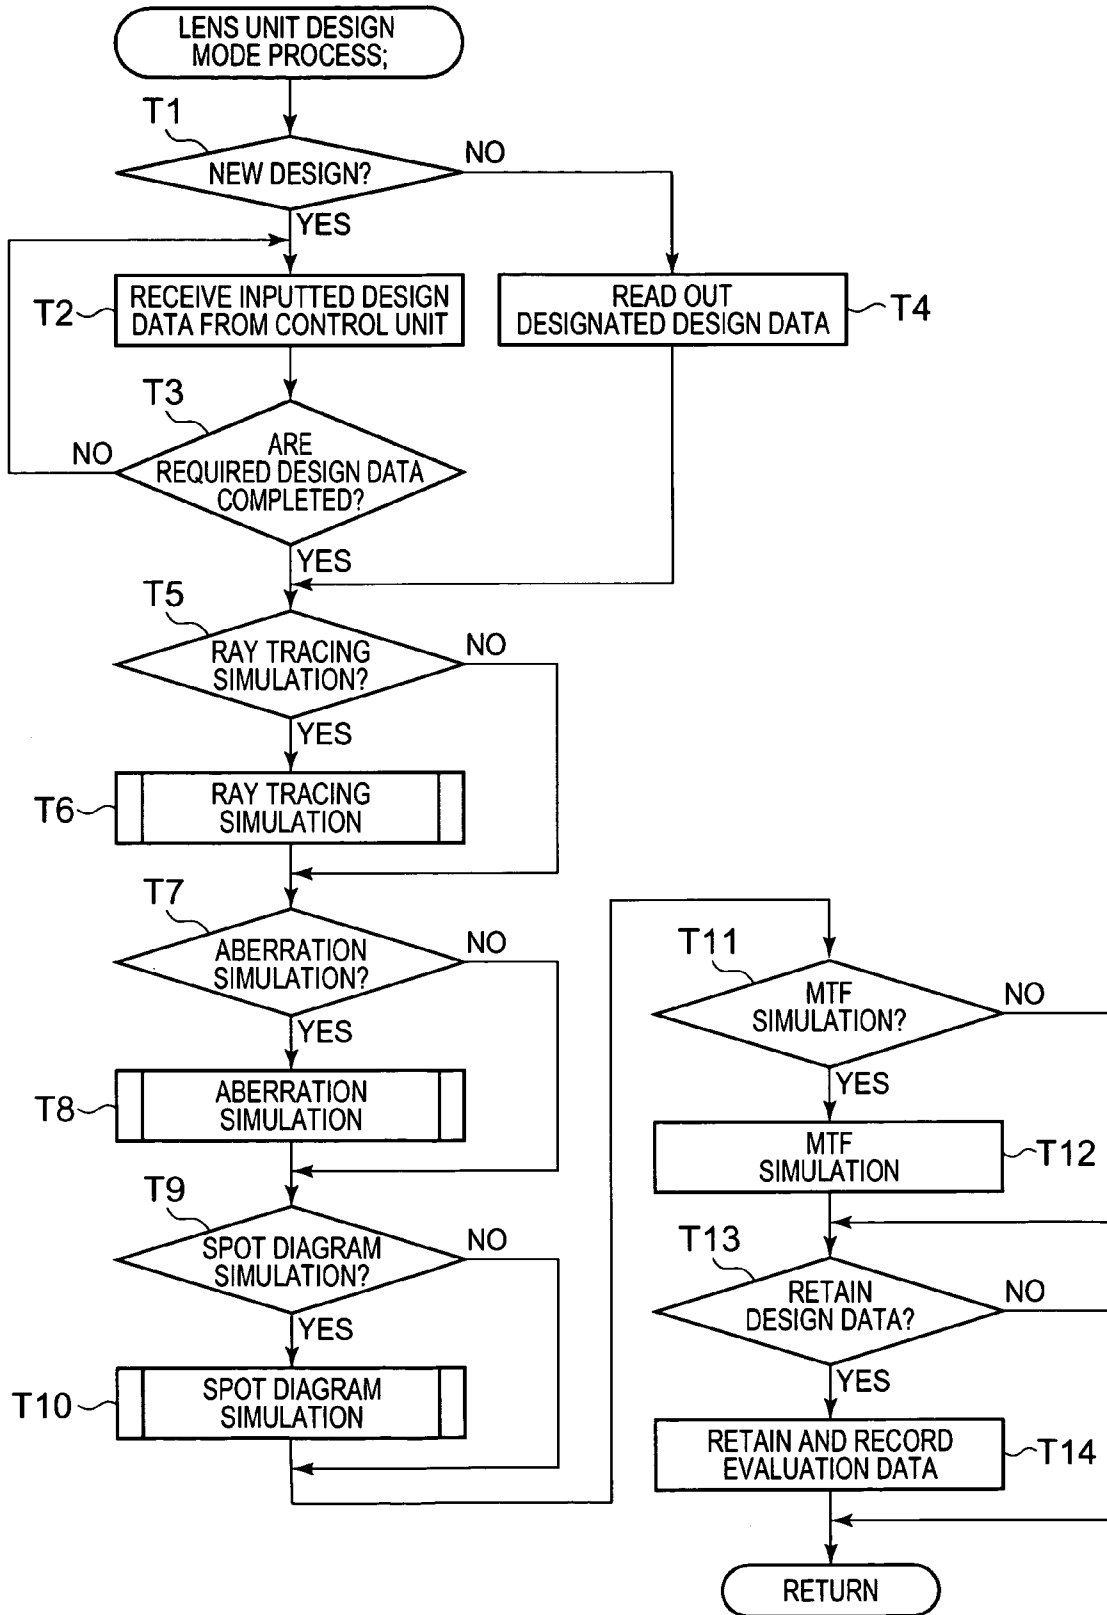 LENS UNIT DESIGN
MODE PROCESS;
T1
NEW DESIGN?
NO
YES
T2
RECEIVE INPUTTED DESIGN
DATA FROM CONTROL UNIT
READ OUT
DESIGNATED DESIGN DATA
T4
T3
ARE
REQUIRED DESIGN DATA
COMPLETED?
NO
YES
T5
RAY TRACING
SIMULATION?
NO
YES
T6
RAY TRACING
SIMULATION
T7
ABERRATION
SIMULATION?
NO
YES
T8
ABERRATION
SIMULATION
T9
SPOT DIAGRAM
SIMULATION?
NO
YES
T10
SPOT DIAGRAM
SIMULATION
T11
MTF
SIMULATION?
NO
YES
MTF
SIMULATION
T12
T13
RETAIN
DESIGN DATA?
NO
YES
RETAIN AND RECORD
EVALUATION DATA
T14
RETURN